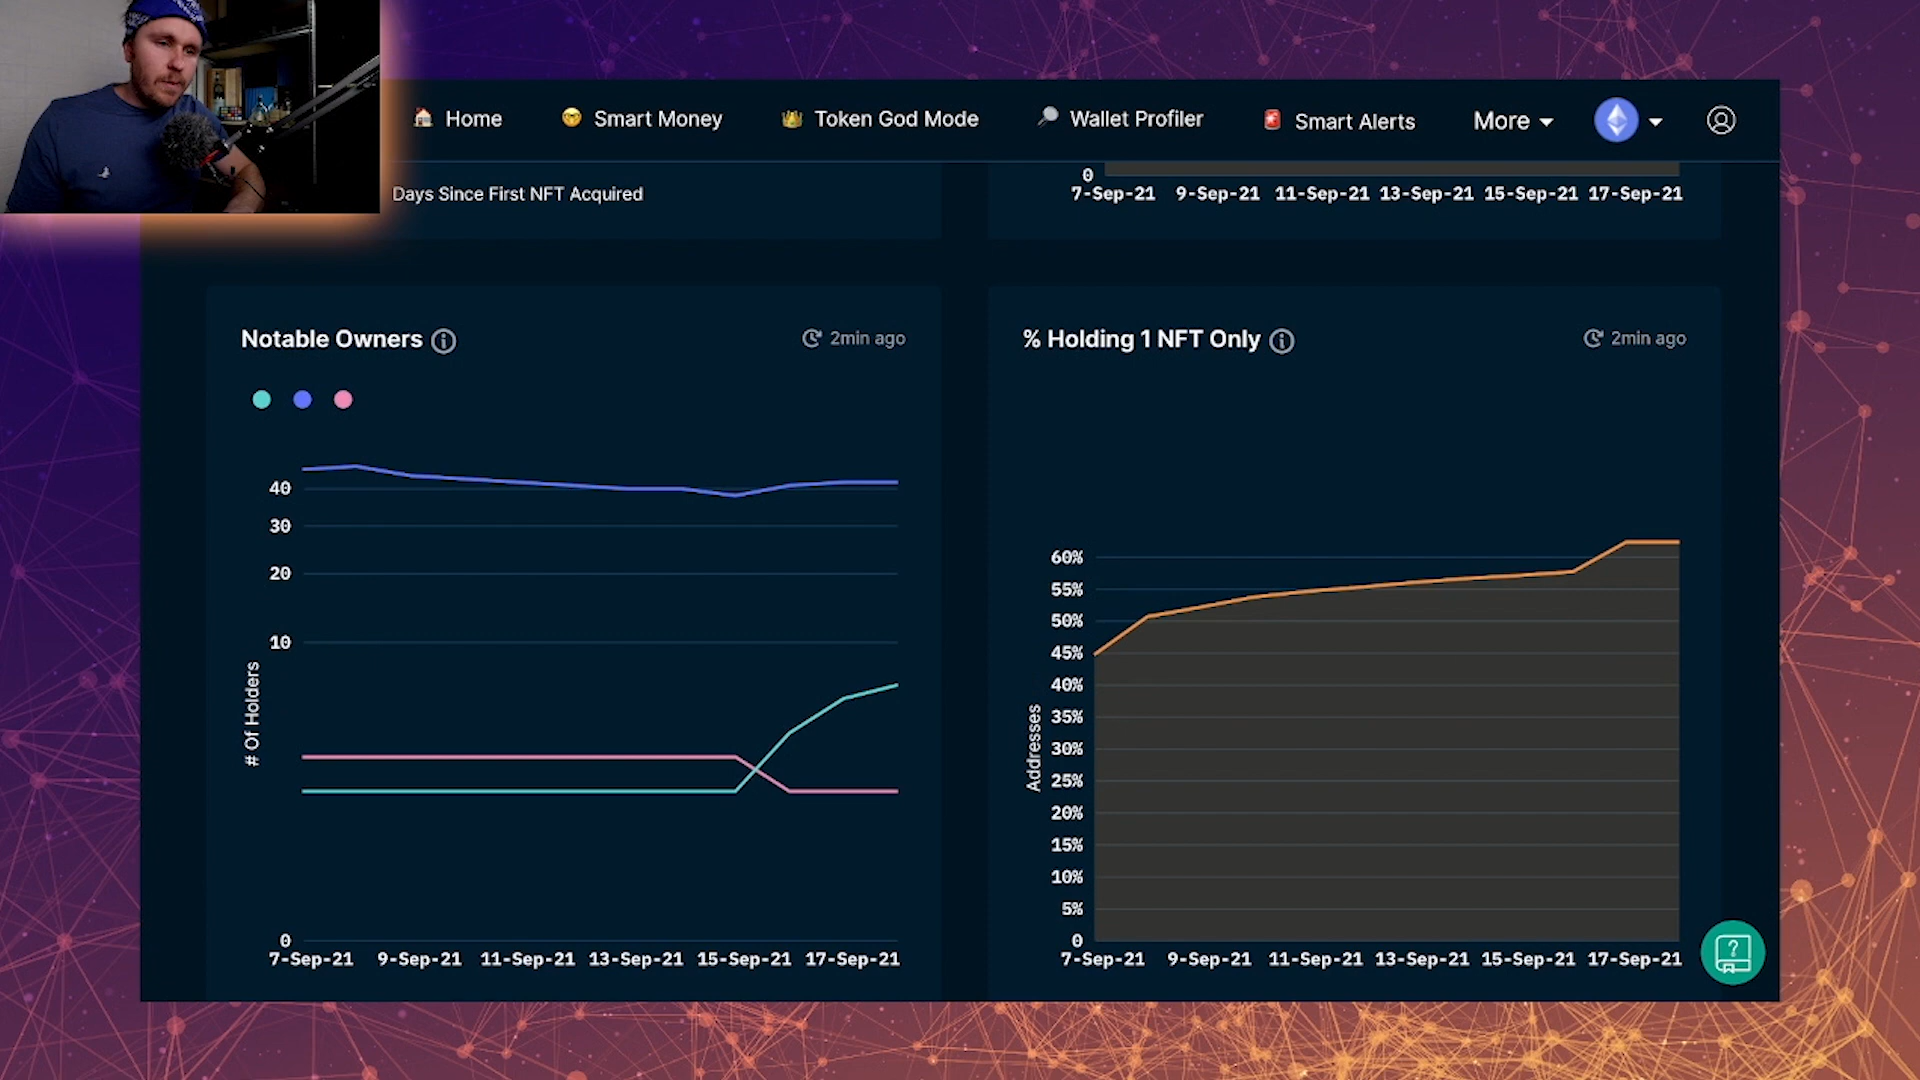 Home Smart Money Token God Mode Wallet Profiler Smart Alerts More
Days Since First NFT Acquired
0
7-Sep-21 9-Sep-21 11-Sep-21 13-Sep-21 15-Sep-21 17-Sep-21
Notable Owners
2min ago
# Of Holders
40
30
20
10
0
7-Sep-21 9-Sep-21 11-Sep-21 13-Sep-21 15-Sep-21 17-Sep-21
% Holding 1 NFT Only
2min ago
Addresses
60%
55%
50%
45%
40%
35%
30%
25%
20%
15%
10%
5%
0
7-Sep-21 9-Sep-21 11-Sep-21 13-Sep-21 15-Sep-21 17-Sep-21
?